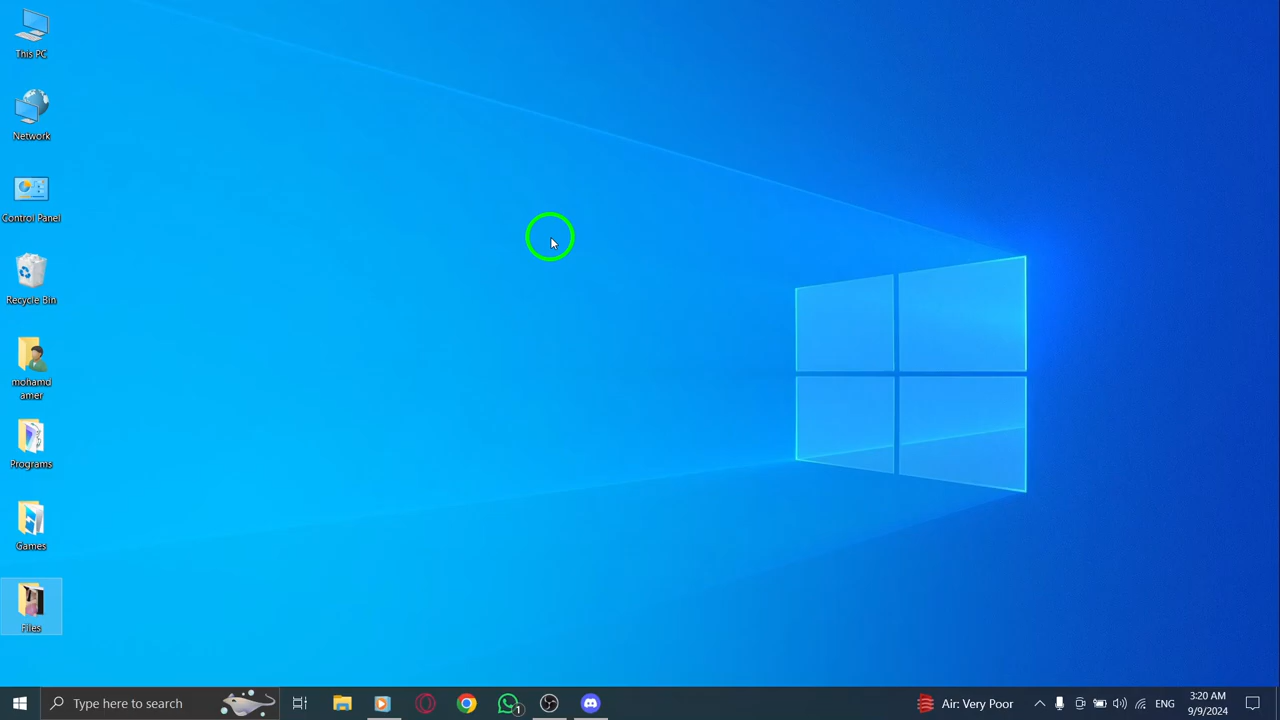 This PC
Network
Control Panel
Recycle Bin
mohamd
amer
Programs
Games
Files
Type here to search
1
Air: Very Poor
ENG
3:20 AM
9/9/2024